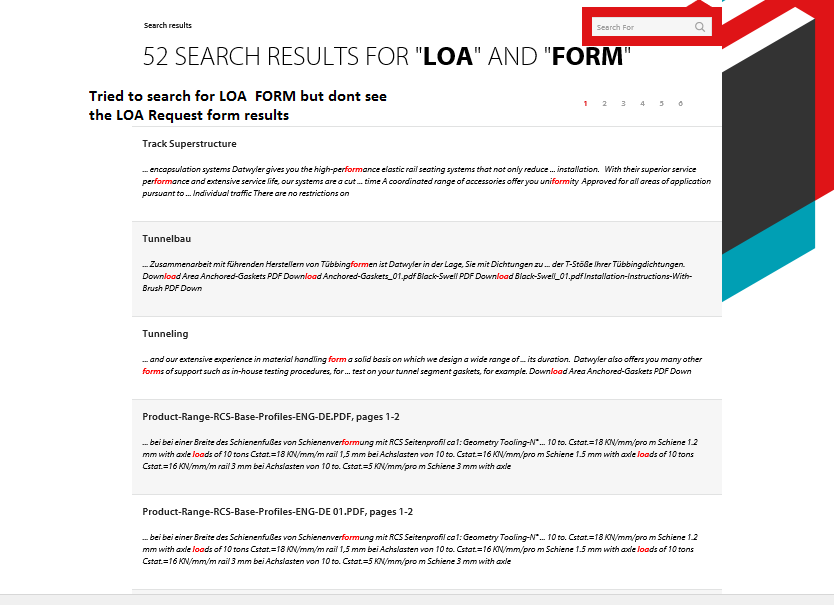 Search results
Search For
52 SEARCH RESULTS FOR "LOA" AND "FORM"
Tried to search for LOA  FORM but dont see
the LOA Request form results
1 2 3 4 5 6
Track Superstructure
... encapsulation systems Datwyler gives you the high-performance elastic rail seating systems that not only reduce ... installation.   With their superior service
performance and extensive service life, our systems are a cut ... time A coordinated range of accessories offer you uniformity  Approved for all areas of application
pursuant to ... Individual traffic There are no restrictions on
Tunnelbau
... Zusammenarbeit mit führenden Herstellern von Tübbingformen ist Datwyler in der Lage, Sie mit Dichtungen zu ... der T-Stöße Ihrer Tübbingdichtungen.
Download Area Anchored-Gaskets PDF Download Anchored-Gaskets_01.pdf Black-Swell PDF Download Black-Swell_01.pdf Installation-Instructions-With-
Brush PDF Down
Tunneling
... and our extensive experience in material handling form a solid basis on which we design a wide range of ... its duration.  Datwyler also offers you many other
forms of support such as in-house testing procedures, for ... test on your tunnel segment gaskets, for example. Download Area Anchored-Gaskets PDF Down
Product-Range-RCS-Base-Profiles-ENG-DE.PDF, pages 1-2
... bei bei einer Breite des Schienenfußes von Schienenverformung mit RCS Seitenprofil ca1: Geometry Tooling-N° ... 10 to. Cstat.=18 KN/mm/pro m Schiene 1.2
mm with axle loads of 10 tons Cstat.=18 KN/mm/m rail 1,5 mm bei Achslasten von 10 to. Cstat.=16 KN/mm/pro m Schiene 1.5 mm with axle loads of 10 tons
Cstat.=16 KN/mm/m rail 3 mm bei Achslasten von 10 to. Cstat.=5 KN/mm/pro m Schiene 3 mm with axle
Product-Range-RCS-Base-Profiles-ENG-DE 01.PDF, pages 1-2
... bei bei einer Breite des Schienenfußes von Schienenverformung mit RCS Seitenprofil ca1: Geometry Tooling-N° ... 10 to. Cstat.=18 KN/mm/pro m Schiene 1.2
mm with axle loads of 10 tons Cstat.=18 KN/mm/m rail 1,5 mm bei Achslasten von 10 to. Cstat.=16 KN/mm/pro m Schiene 1.5 mm with axle loads of 10 tons
Cstat.=16 KN/mm/m rail 3 mm bei Achslasten von 10 to. Cstat.=5 KN/mm/pro m Schiene 3 mm with axle